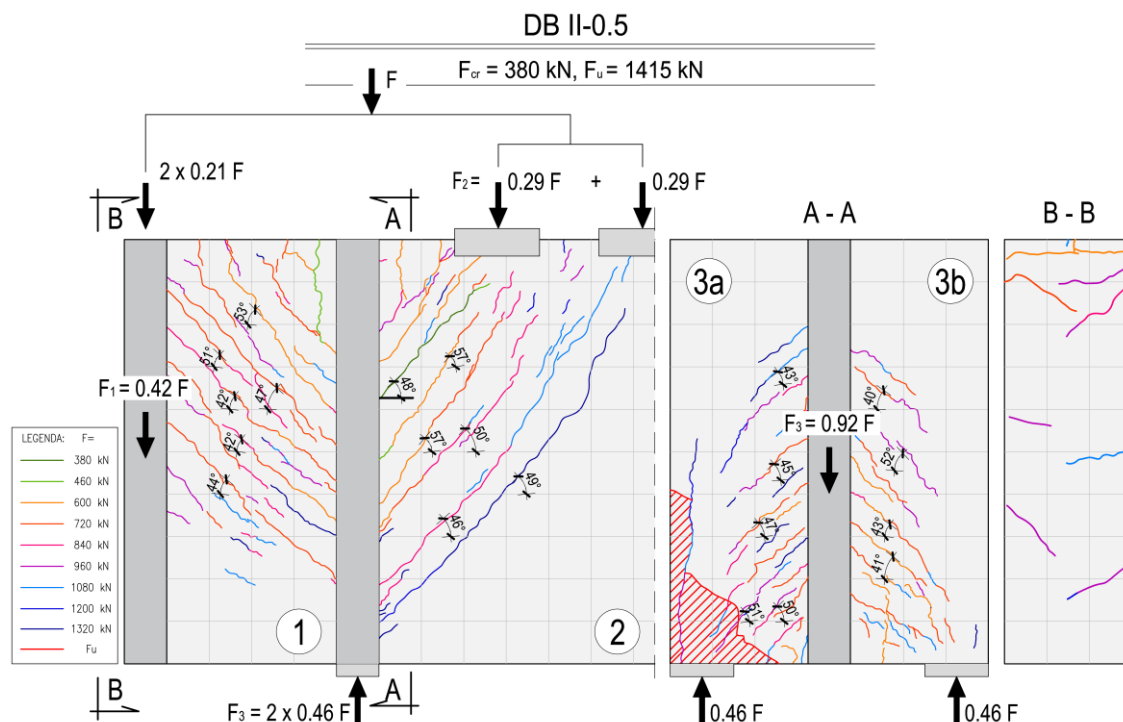 DB II-0.5
Fcr = 380 kN, Fu = 1415 kN
F
2 x 0.21 F
F2 = 0.29 F + 0.29 F
B
A
A - A
B - B
3a
3b
53°
51°
42°
47°
42°
44°
48°
57°
57°
50°
49°
46°
43°
45°
47°
51°
50°
40°
52°
43°
41°
F1 = 0.42 F
F3 = 0.92 F
LEGENDA: F=
380 kN
460 kN
600 kN
720 kN
840 kN
960 kN
1080 kN
1200 kN
1320 kN
Fu
1
2
B
A
F3 = 2 x 0.46 F
0.46 F
0.46 F